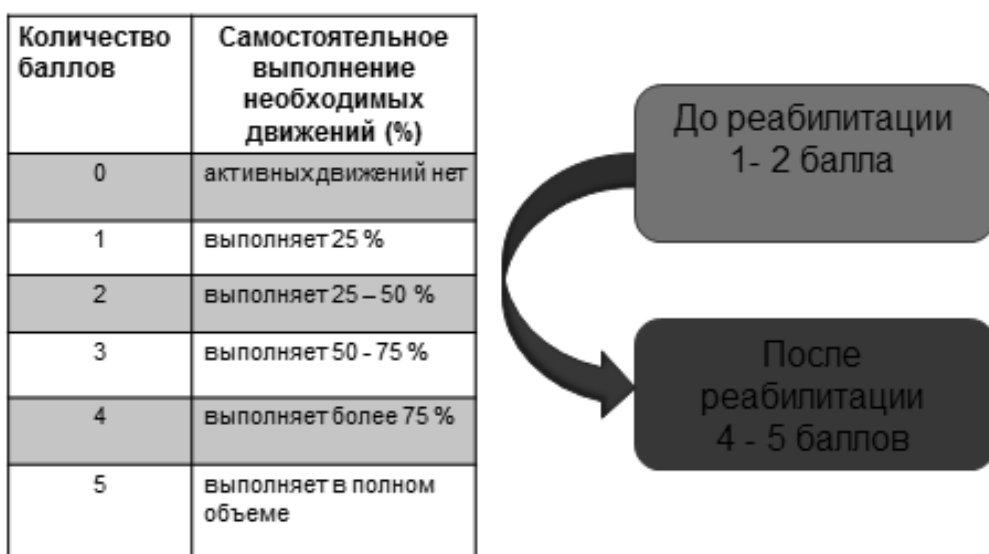 Количество
баллов
Самостоятельное
выполнение
необходимых
движений (%)
0
активных движений нет
1
выполняет 25 %
2
выполняет 25 – 50 %
3
выполняет 50 - 75 %
4
выполняет более 75 %
5
выполняет в полном
объеме
До реабилитации
1- 2 балла
После
реабилитации
4 - 5 баллов